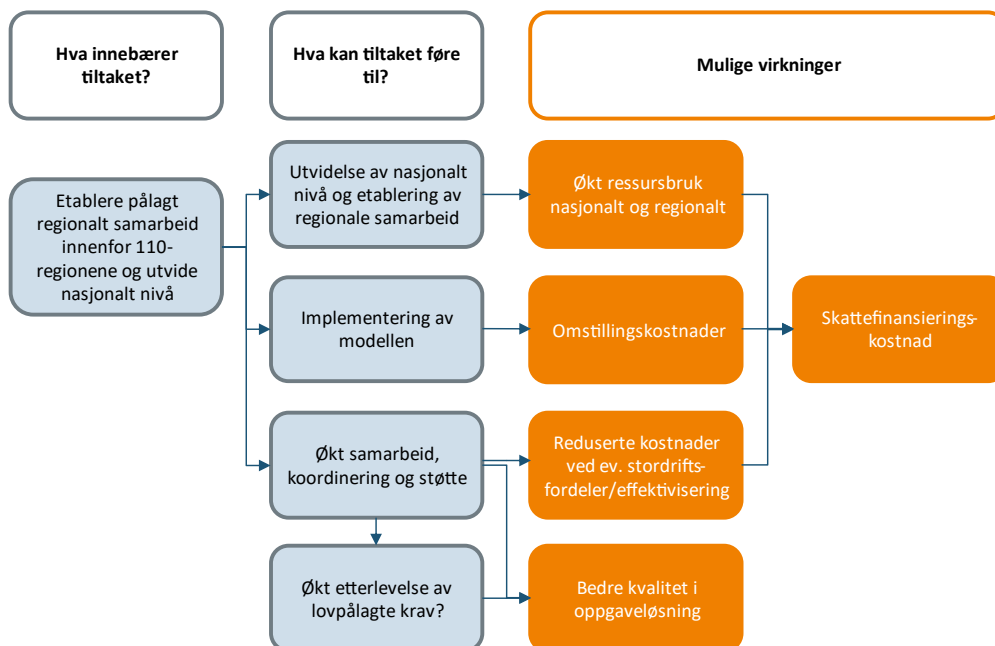 Hva innebærer
tiltaket?
Hva kan tiltaket føre
til?
Mulige virkninger
Etablere pålagt
regionalt samarbeid
innenfor 110-
regionene og utvide
nasjonalt nivå
Utvidelse av nasjonalt
nivå og etablering av
regionale samarbeid
Økt ressursbruk
nasjonalt og regionalt
Implementering av
modellen
Omstillingskostnader
Skattefinansierings-
kostnad
Økt samarbeid,
koordinering og støtte
Reduserte kostnader
ved ev. stordrifts-
fordeler/effektivisering
Økt etterlevelse av
lovpålagte krav?
Bedre kvalitet i
oppgaveløsning